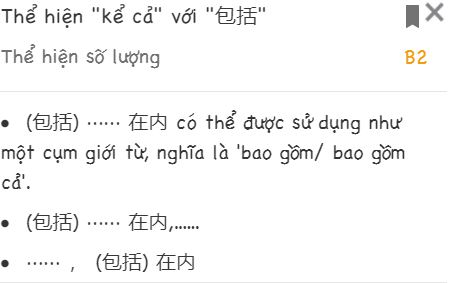 Thể hiện "kể cả" với "包括"
Thể hiện số lượng B2
• (包括) …… 在内 có thể được sử dụng như
một cụm giới từ, nghĩa là 'bao gồm/ bao gồm
cả'.
• (包括) …… 在内,……
• …… ， (包括) 在内